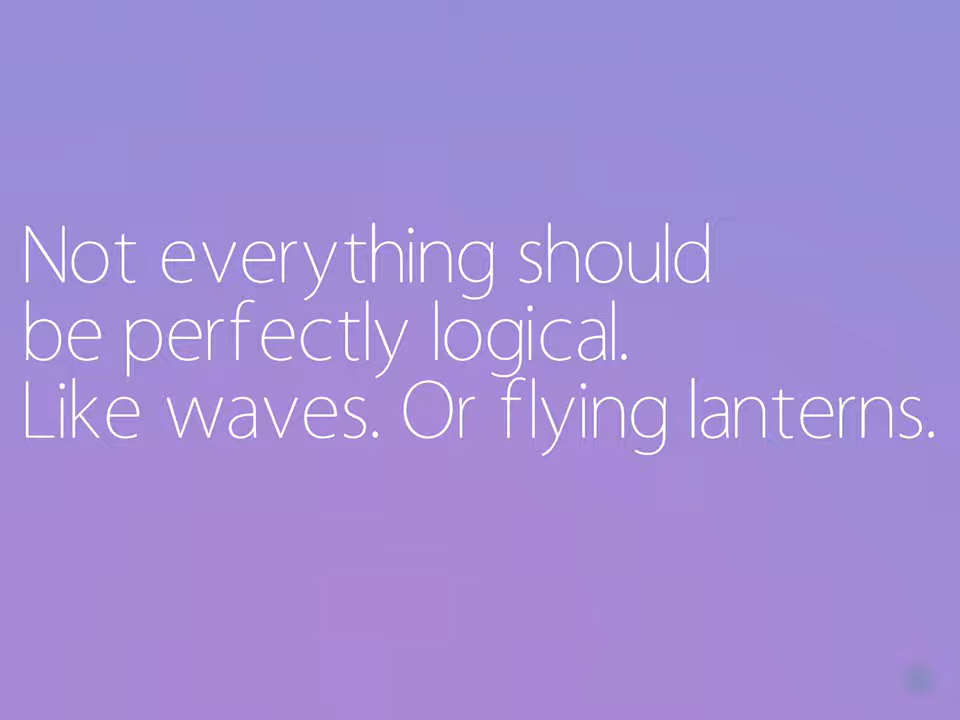 Not everything should
be perfectly logical.
Like waves. Or flying lanterns.